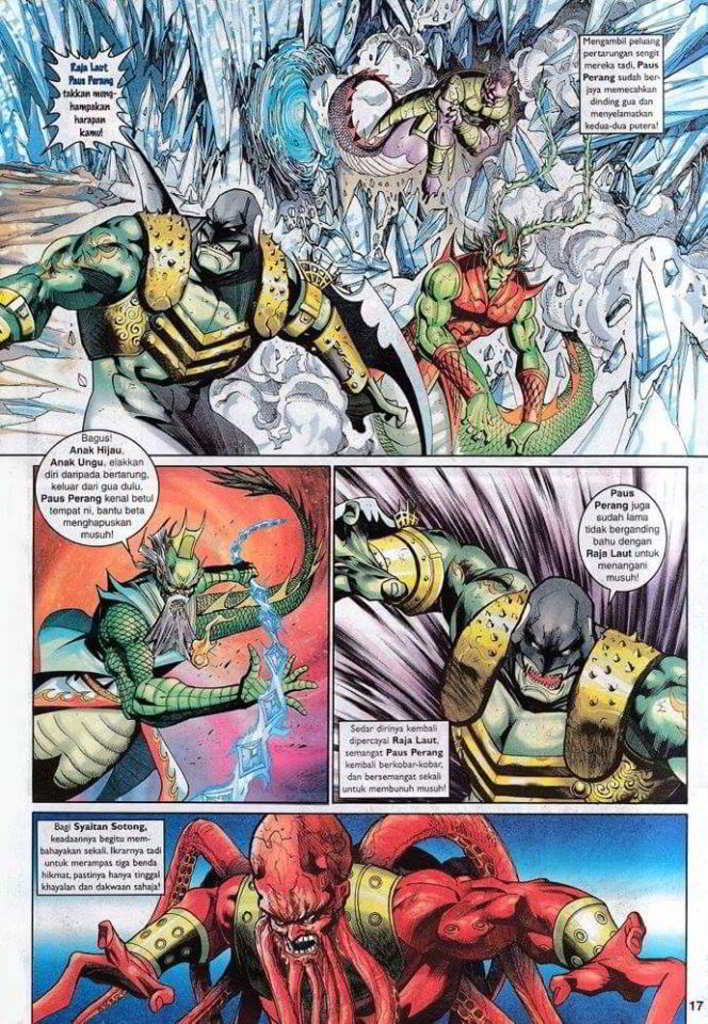 Raja Laut
Paus Perang
takkan meng-
hampakan
harapan
kamu!
Mengambil peluang
pertarungan sengit
mereka tadi, Paus
Perang sudah ber-
jaya memecahkan
dinding gua dan
menyelamatkan
kedua-dua putera!
Bagus!
Anak Hijau,
Anak Ungu, elakkan
diri daripada bertarung,
keluar dari gua dulu,
Paus Perang kenal betul
tempat ni, bantu beta
menghapuskan
musuh!
Paus
Perang juga
sudah lama
tidak berganding
bahu dengan
Raja Laut untuk
menangani
musuh!
Sedar dirinya kembali
dipercayai Raja Laut,
semangat Paus Perang
kembali berkobar-kobar,
dan bersemangat sekali
untuk membunuh musuh!
Bagi Syaitan Sotong,
keadaannya begitu mem-
bahayakan sekali. Ikrarnya tadi
untuk merampas tiga benda
hikmat, pastinya hanya tinggal
khayalan dan dakwaan sahaja!
17